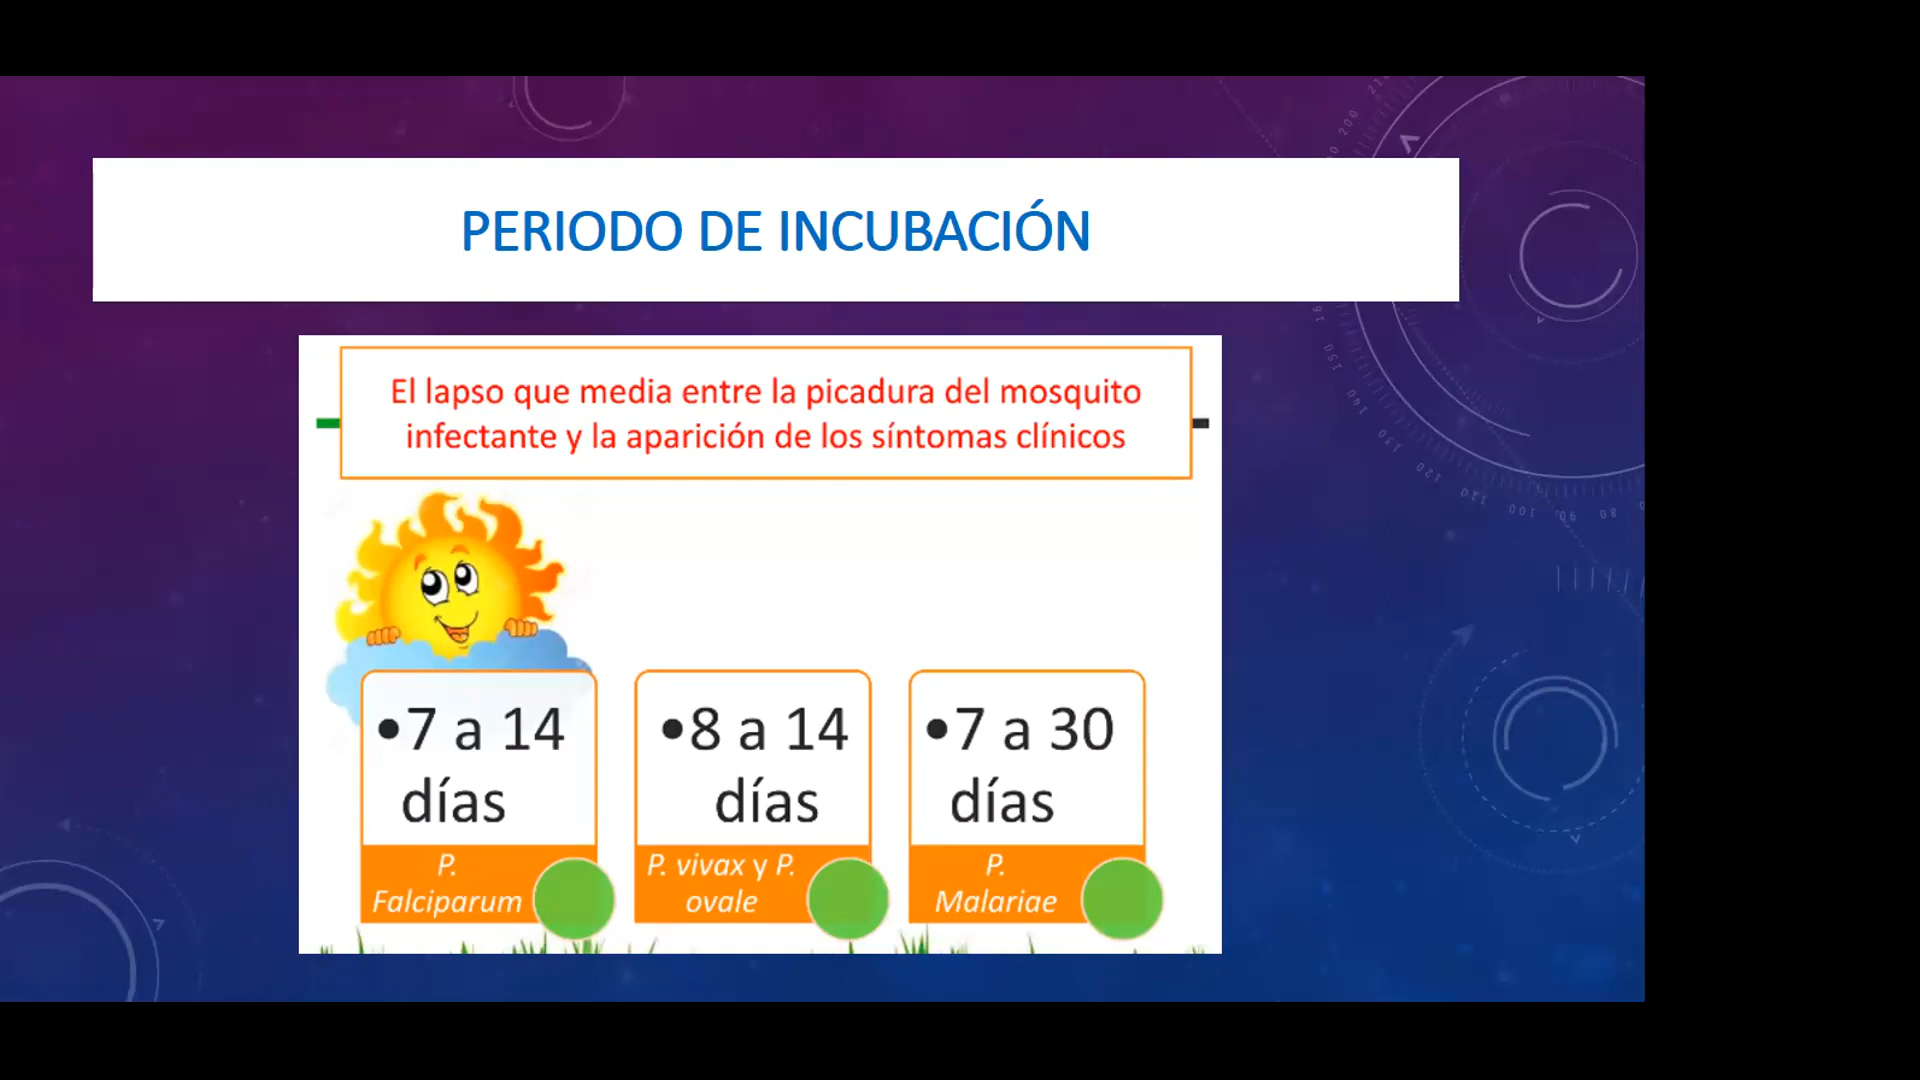 PERIODO DE INCUBACIÓN
El lapso que media entre la picadura del mosquito
infectante y la aparición de los síntomas clínicos
•7 a 14
días
P.
Falciparum
•8 a 14
días
P. vivax y P.
ovale
•7 a 30
días
P.
Malariae